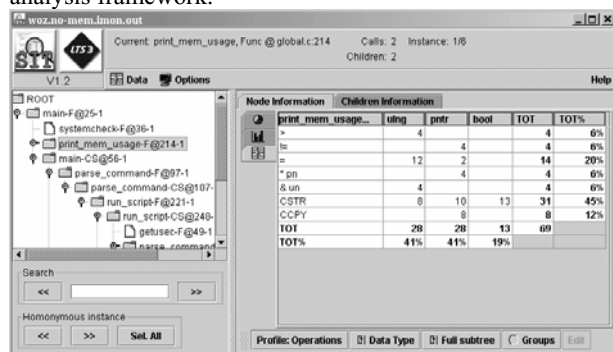 analysis framework.
woz.no-mem.imon.out
SIR
LTS3
V1.2
Current: print_mem_usage, Func @ global.c:214 Calls: 2 Instance: 1/6
Children: 2
Data Options Help
ROOT
main-F@25-1
systemcheck-F@36-1
print_mem_usage-F@214-1
main-CS@56-1
parse_command-F@97-1
parse_command-CS@107-
run_script-F@221-1
run_script-CS@248-
getusec-F@49-1
parse_command
Search
<< >>
Homonymous instance
<< >> Sel. All
Node Information Children Information
print_mem_usage... ulng pntr bool TOT TOT%
> 4 4 6%
!= 4 4 6%
= 12 2 14 20%
* pn 4 4 6%
& un 4 4 6%
CSTR 8 10 13 31 45%
CCPY 8 8 12%
TOT 28 28 13 69
TOT% 41% 41% 19%
Profile: Operations Data Type Full subtree Groups Edit